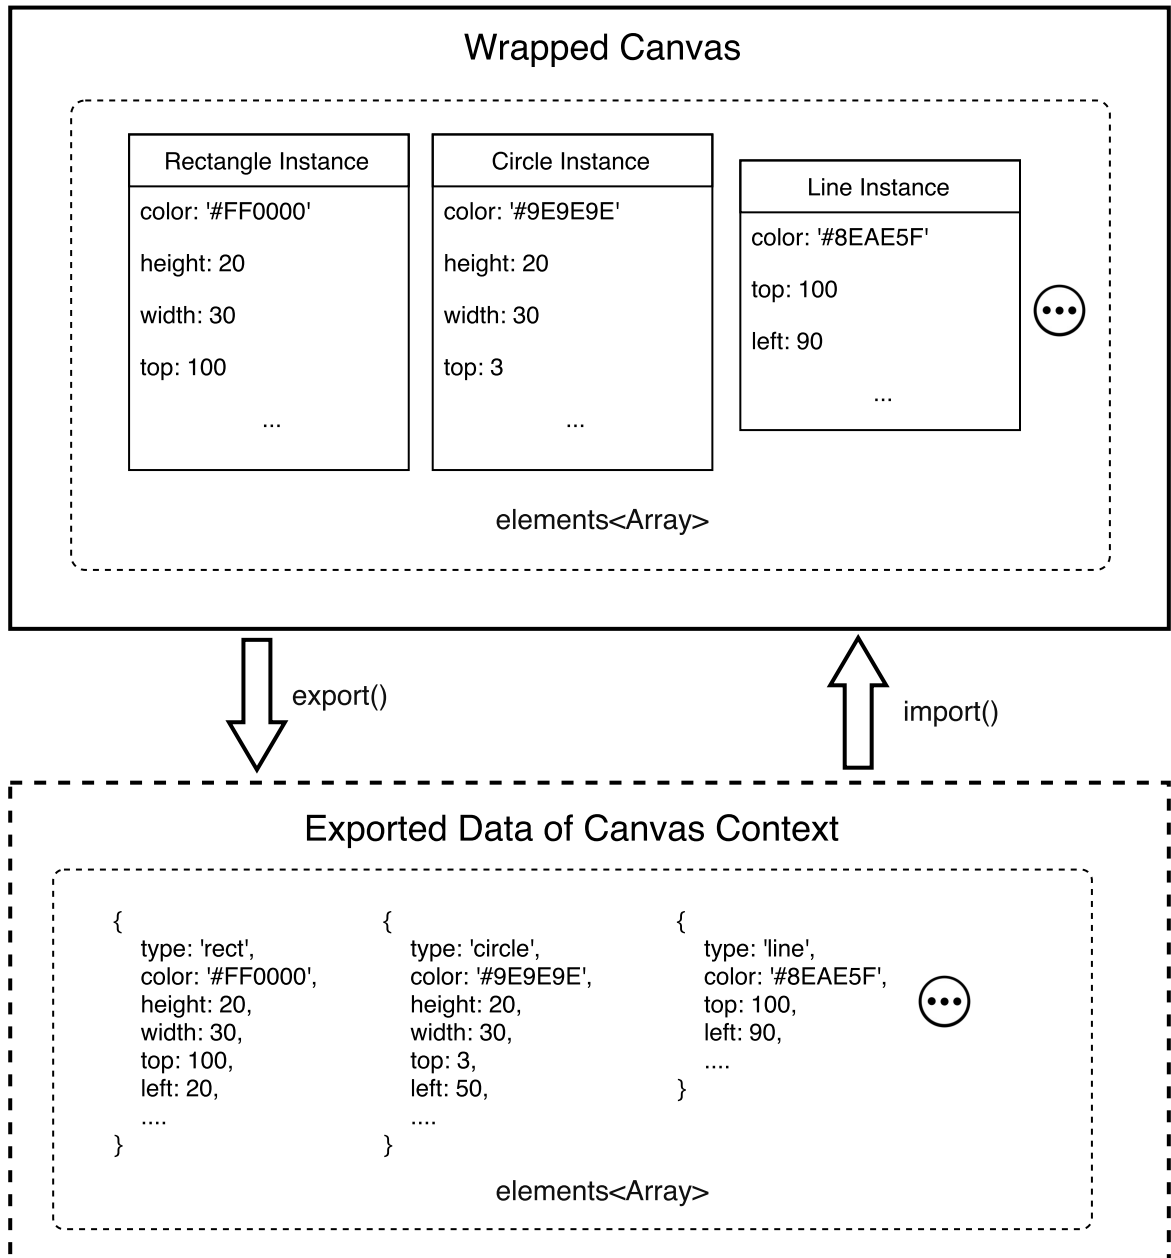 Wrapped Canvas
Rectangle Instance
color: '#FF0000'
height: 20
width: 30
top: 100
...
Circle Instance
color: '#9E9E9E'
height: 20
width: 30
top: 3
...
Line Instance
color: '#8EAE5F'
top: 100
left: 90
...
elements<Array>
export()
import()
Exported Data of Canvas Context
{
type: 'rect',
color: '#FF0000',
height: 20,
width: 30,
top: 100,
left: 20,
....
}
{
type: 'circle',
color: '#9E9E9E',
height: 20,
width: 30,
top: 3,
left: 50,
....
}
{
type: 'line',
color: '#8EAE5F',
top: 100,
left: 90,
....
}
elements<Array>